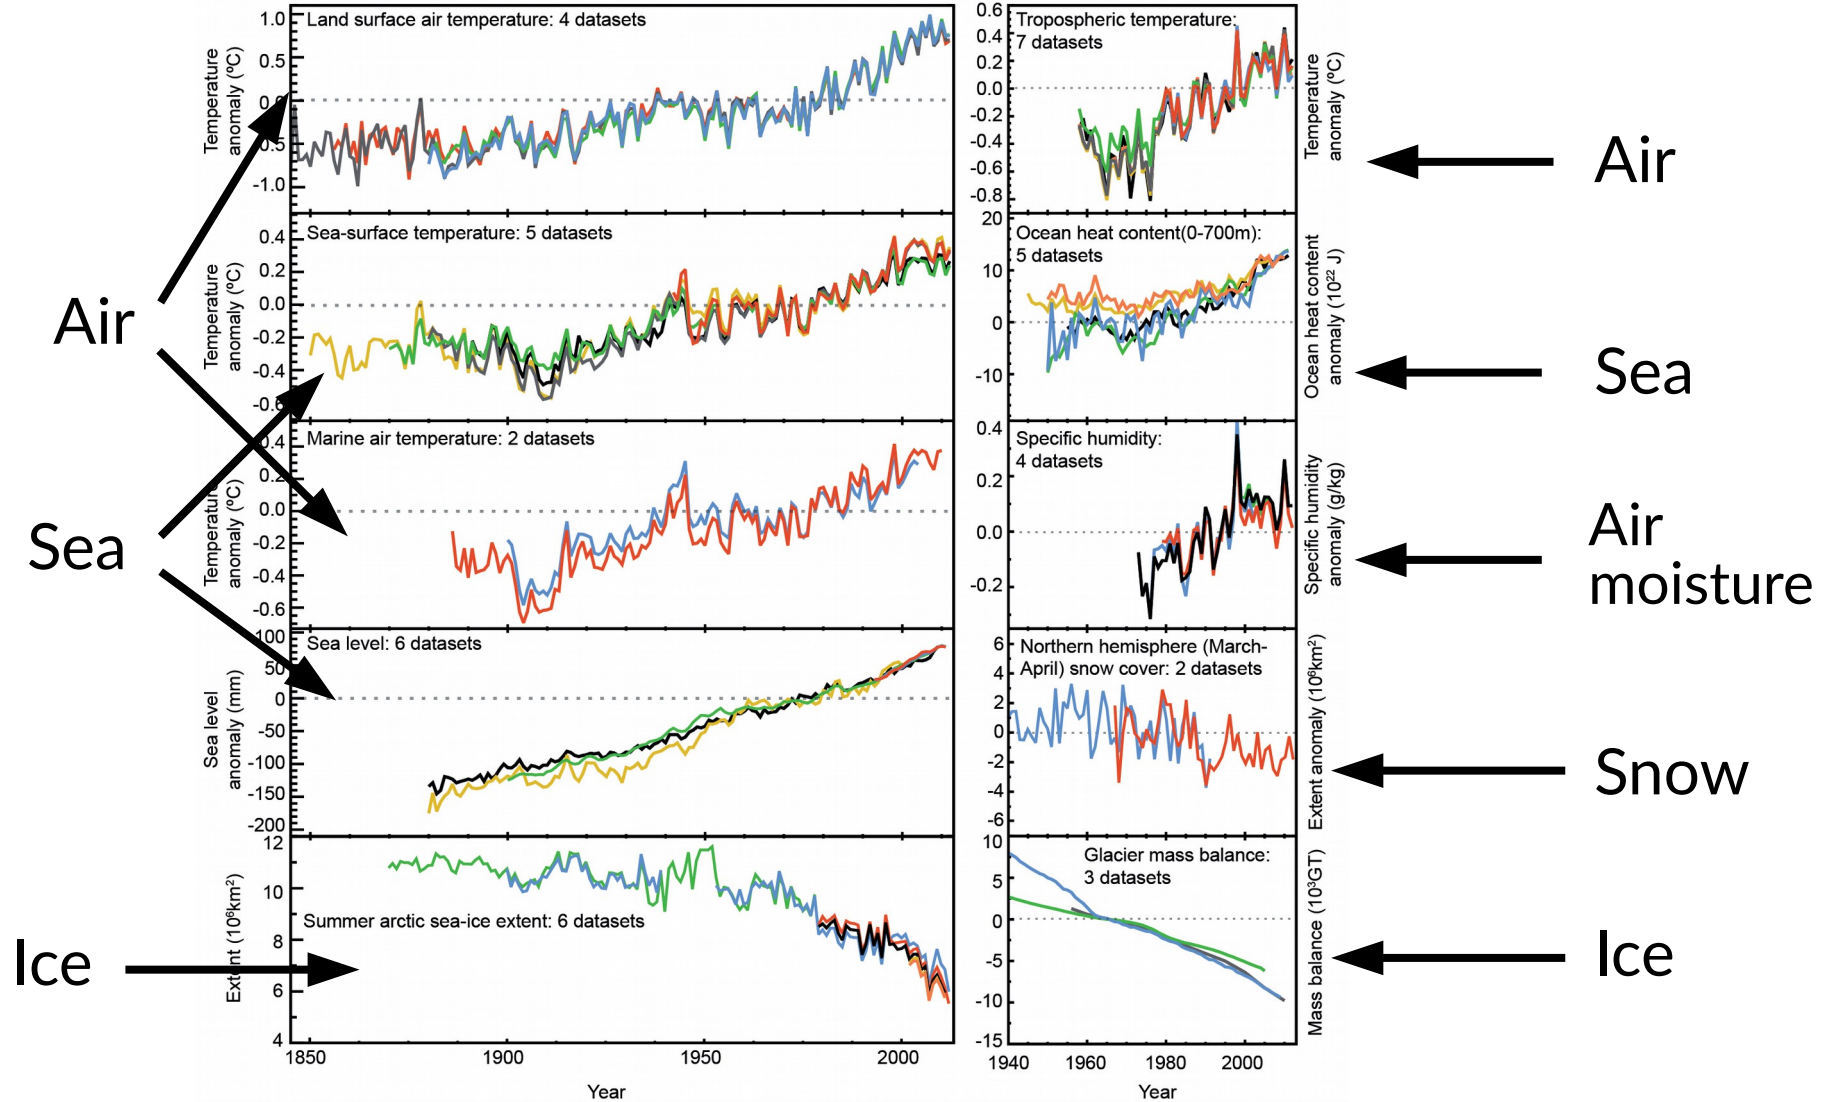 Air
Sea
Ice
Land surface air temperature: 4 datasets
Temperature
anomaly (ºC)
1.0
0.5
0.0
-0.5
-1.0
Sea-surface temperature: 5 datasets
Temperature
anomaly (ºC)
0.4
0.2
0.0
-0.2
-0.4
-0.6
Marine air temperature: 2 datasets
Temperature
anomaly (ºC)
0.4
0.2
0.0
-0.2
-0.4
-0.6
Sea level: 6 datasets
Sea level
anomaly (mm)
100
50
0
-50
-100
-150
-200
Summer arctic sea-ice extent: 6 datasets
Extent (10⁶km²)
12
10
8
6
4
1850 1900 1950 2000
Year
Tropospheric temperature:
7 datasets
0.6
0.4
0.2
0.0
-0.2
-0.4
-0.6
-0.8
Temperature
anomaly (ºC)
Ocean heat content(0-700m):
5 datasets
20
10
0
-10
Ocean heat content
anomaly (10²² J)
Specific humidity:
4 datasets
0.4
0.2
0.0
-0.2
Specific humidity
anomaly (g/kg)
Northern hemisphere (March-
April) snow cover: 2 datasets
6
4
2
0
-2
-4
-6
Extent anomaly (10⁶km²)
Glacier mass balance:
3 datasets
10
5
0
-5
-10
-15
Mass balance (10³GT)
1940 1960 1980 2000
Year
Air
Sea
Air
moisture
Snow
Ice